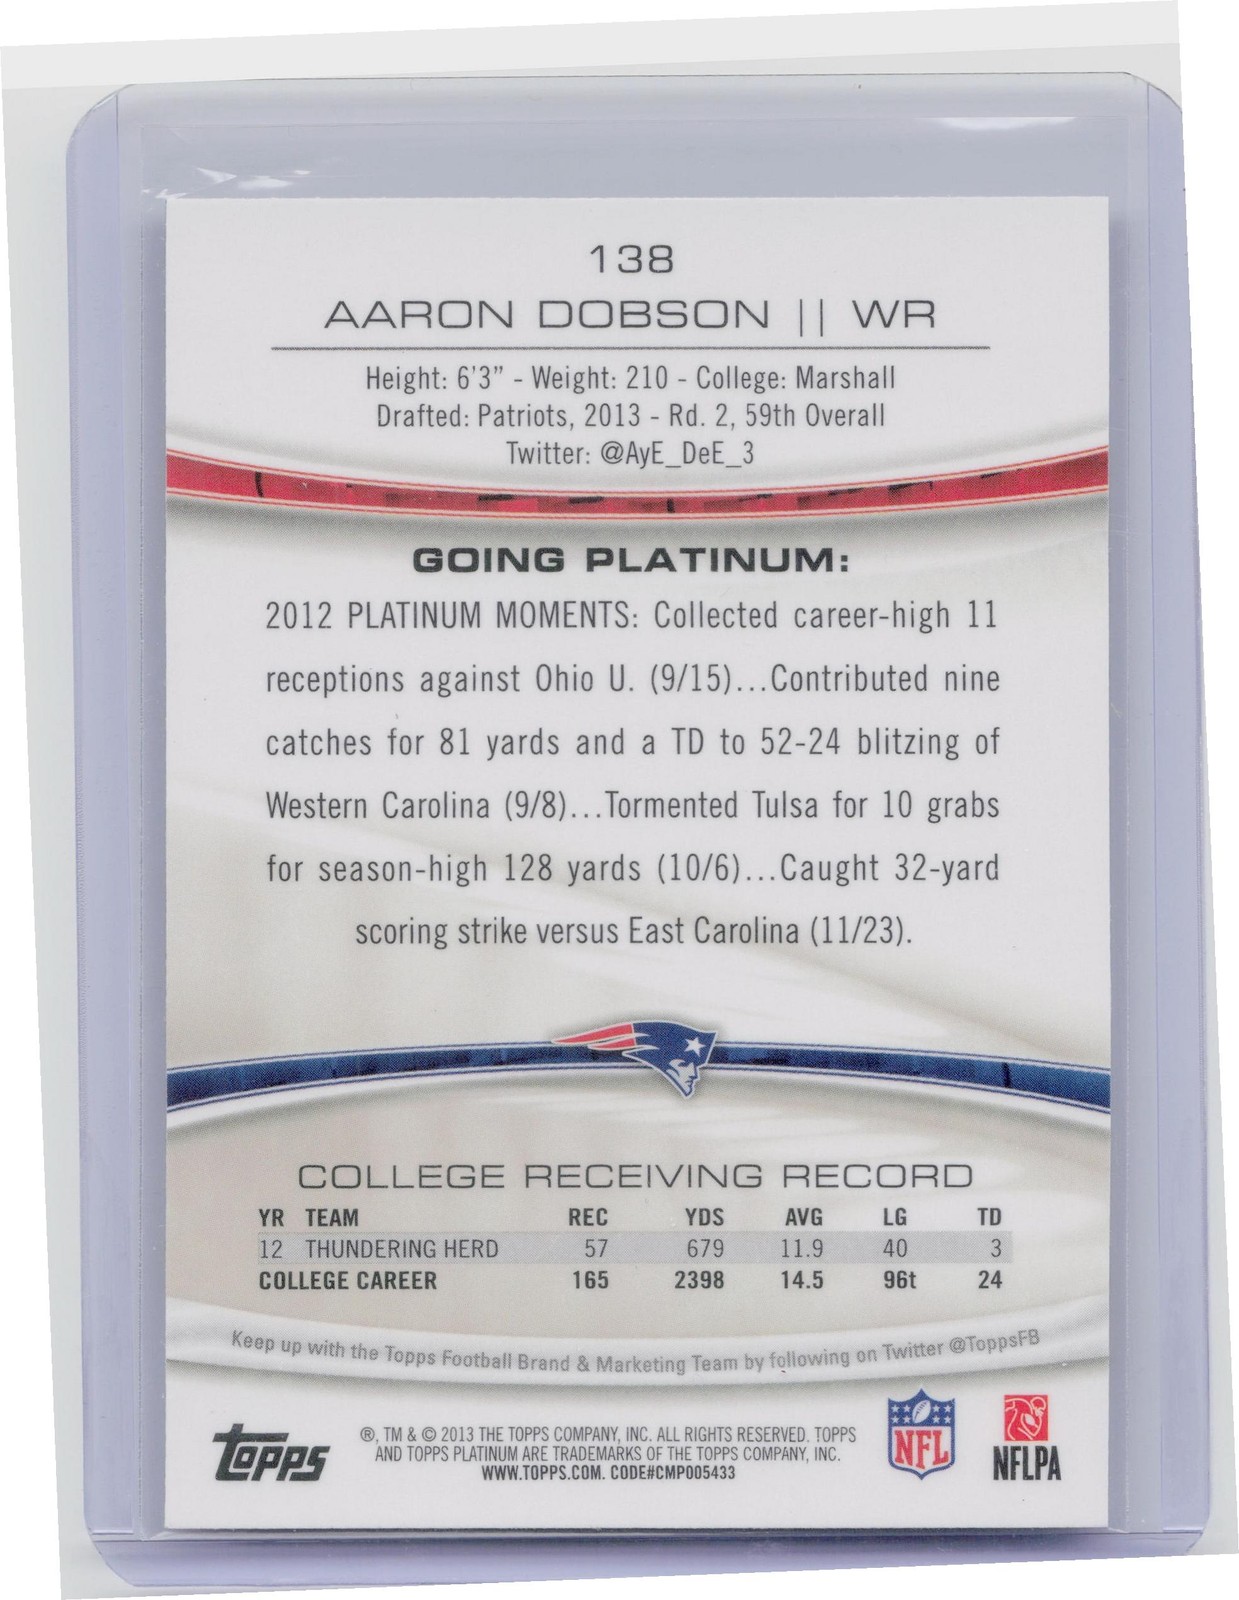 138
AARON DOBSON || WR
Height: 6'3" - Weight: 210 - College: Marshall
Drafted: Patriots, 2013 - Rd. 2, 59th Overall
Twitter: @AyE_DeE_3
GOING PLATINUM:
2012 PLATINUM MOMENTS: Collected career-high 11
receptions against Ohio U. (9/15)...Contributed nine
catches for 81 yards and a TD to 52-24 blitzing of
Western Carolina (9/8)...Tormented Tulsa for 10 grabs
for season-high 128 yards (10/6)...Caught 32-yard
scoring strike versus East Carolina (11/23).
COLLEGE RECEIVING RECORD
YR TEAM REC YDS AVG LG TD
12 THUNDERING HERD 57 679 11.9 40 3
COLLEGE CAREER 165 2398 14.5 96t 24
Keep up with the Topps Football Brand & Marketing Team by following on Twitter @ToppsFB
topps
®, TM & © 2013 THE TOPPS COMPANY, INC. ALL RIGHTS RESERVED. TOPPS
AND TOPPS PLATINUM ARE TRADEMARKS OF THE TOPPS COMPANY, INC.
WWW.TOPPS.COM. CODE#CMP005433
NFL
NFLPA